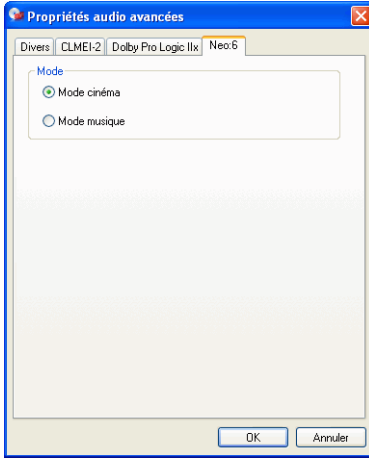 Propriétés audio avancées
Divers CLMEI-2 Dolby Pro Logic IIx Neo:6
Mode
Mode cinéma
Mode musique
OK Annuler